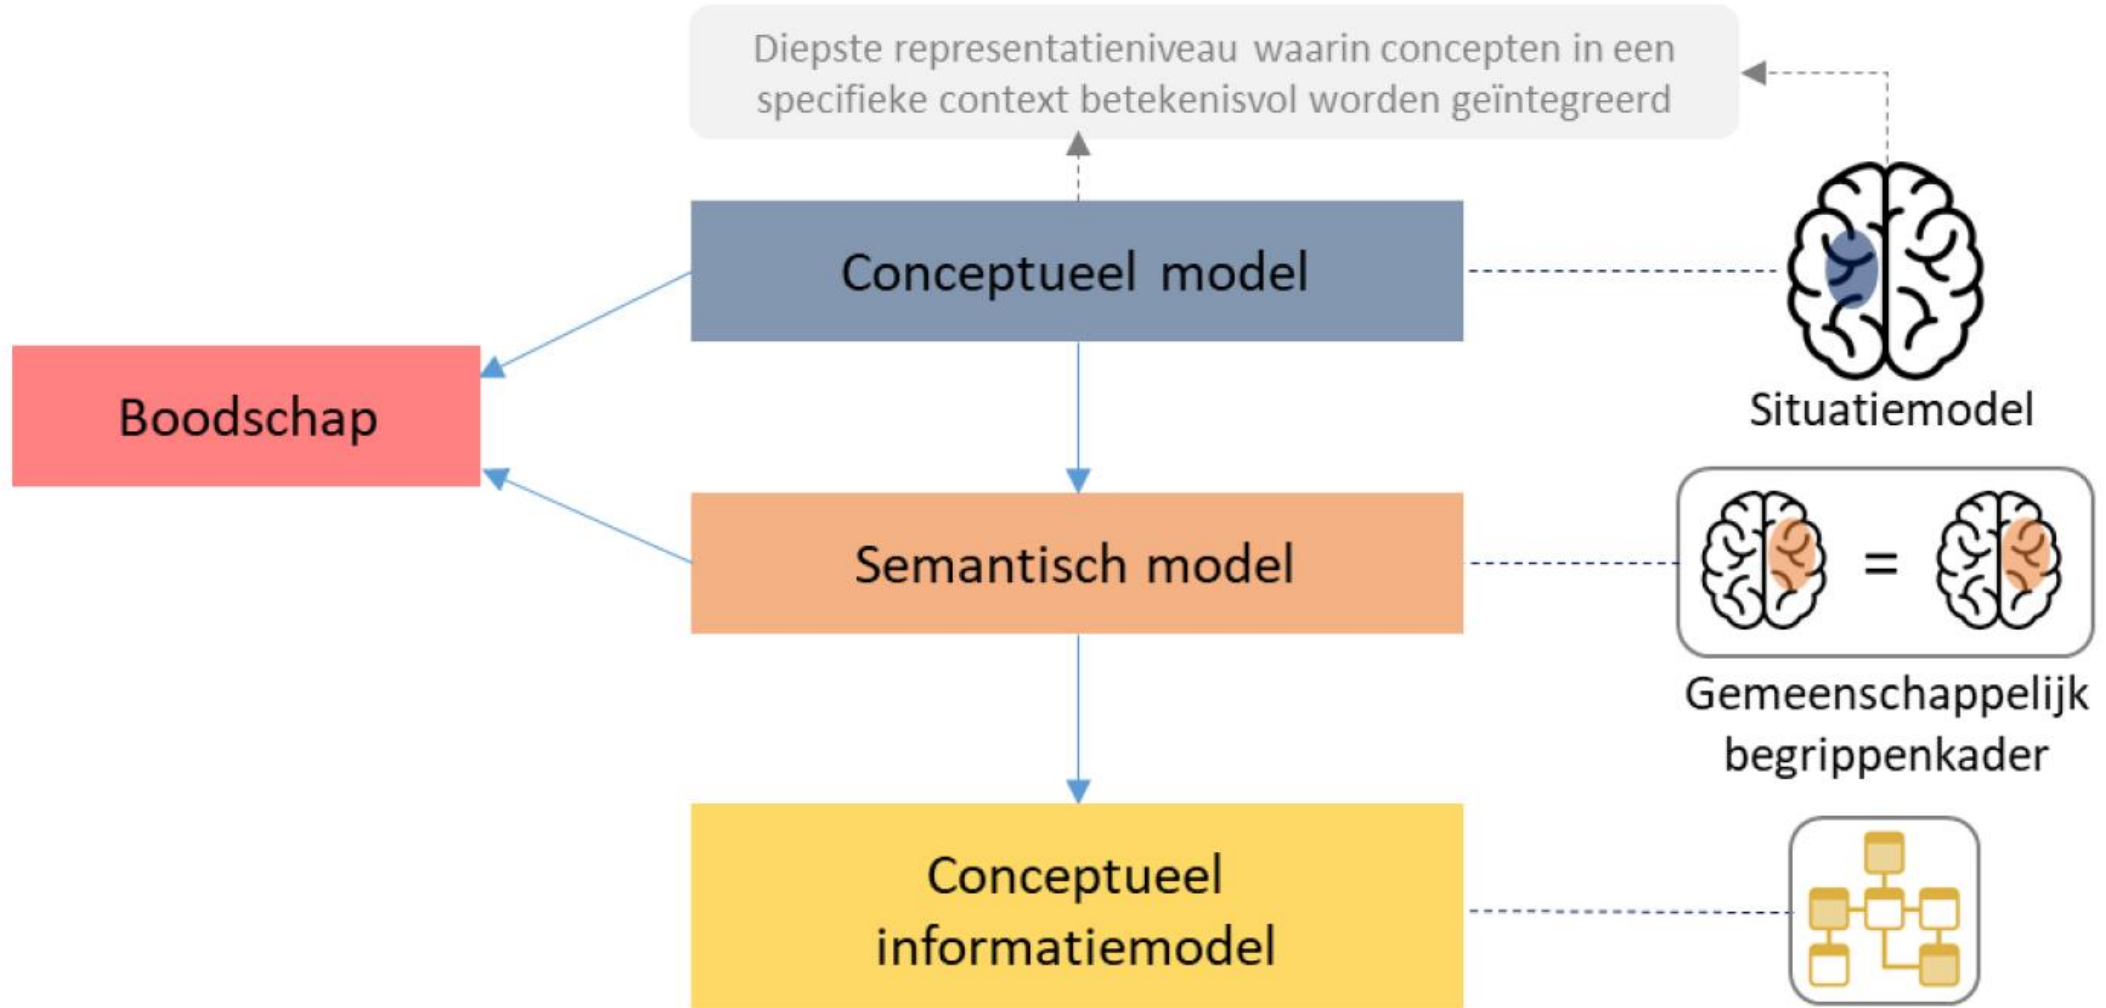 Diepste representatieniveau waarin concepten in een
specifieke context betekenisvol worden geïntegreerd
Conceptueel model
Situatiemodel
Boodschap
Semantisch model
=
Gemeenschappelijk
begrippenkader
Conceptueel
informatiemodel